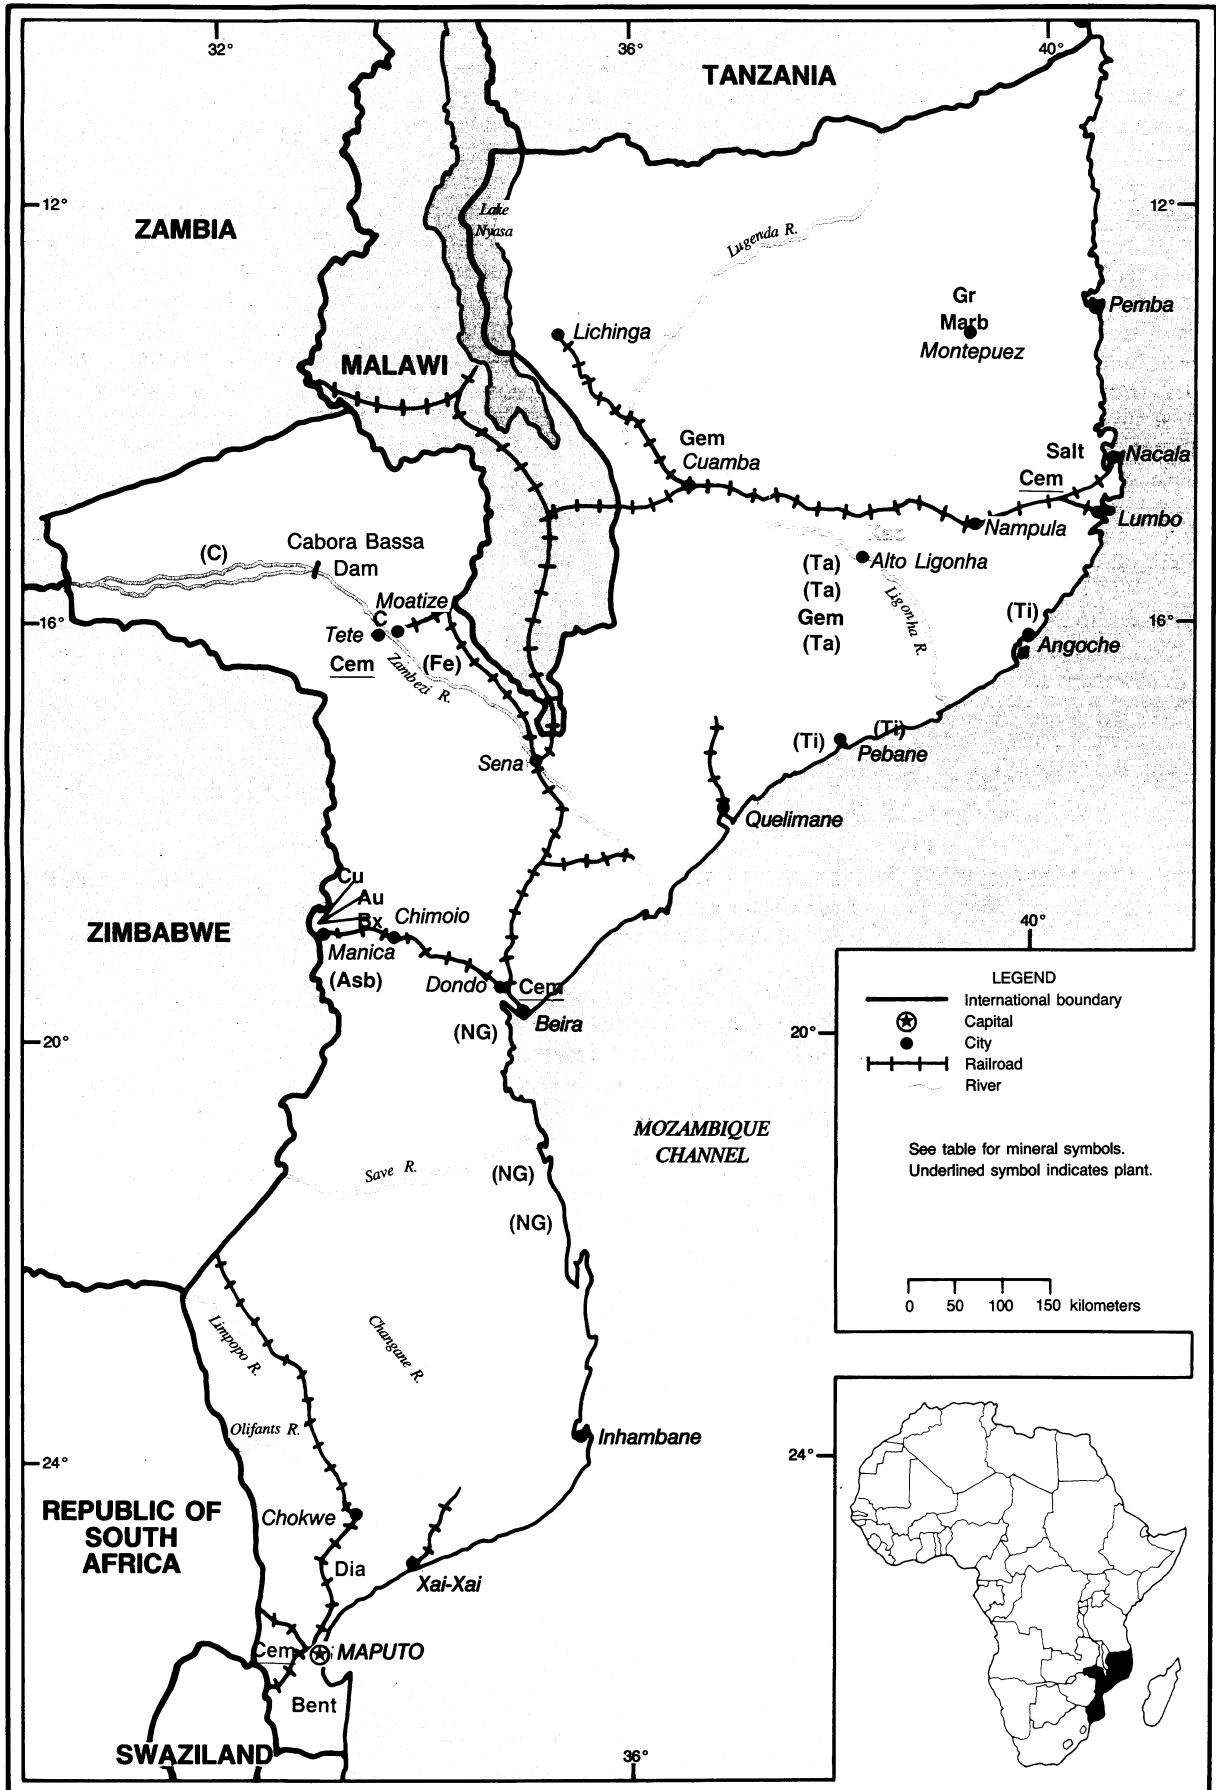 32°
36°
40°
TANZANIA
12°
12°
ZAMBIA
Lake
Nyasa
Lugenda R.
Gr
Marb
Montepuez
Pemba
Lichinga
MALAWI
Gem
Cuamba
Salt
Nacala
Cem
Lumbo
Nampula
(C)
Cabora Bassa
Dam
(Ta)
Alto Ligonha
(Ta)
Gem
(Ta)
Ligonha R.
Moatize
C
Tete
16°
16°
(Ti)
Angoche
Cem
(Fe)
Zambezi R.
(Ti)
(Ti)
Pebane
Sena
Quelimane
Cu
Au
Bx
Chimoio
ZIMBABWE
Manica
(Asb)
Dondo
Cem
Beira
(NG)
40°
LEGEND
International boundary
Capital
City
Railroad
River
20°
20°
MOZAMBIQUE
CHANNEL
See table for mineral symbols.
Underlined symbol indicates plant.
Save R.
(NG)
(NG)
0 50 100 150 kilometers
Limpopo R.
Changane R.
Olifants R.
Inhambane
24°
24°
REPUBLIC OF
SOUTH
AFRICA
Chokwe
Dia
Xai-Xai
Cem
MAPUTO
Bent
SWAZILAND
36°